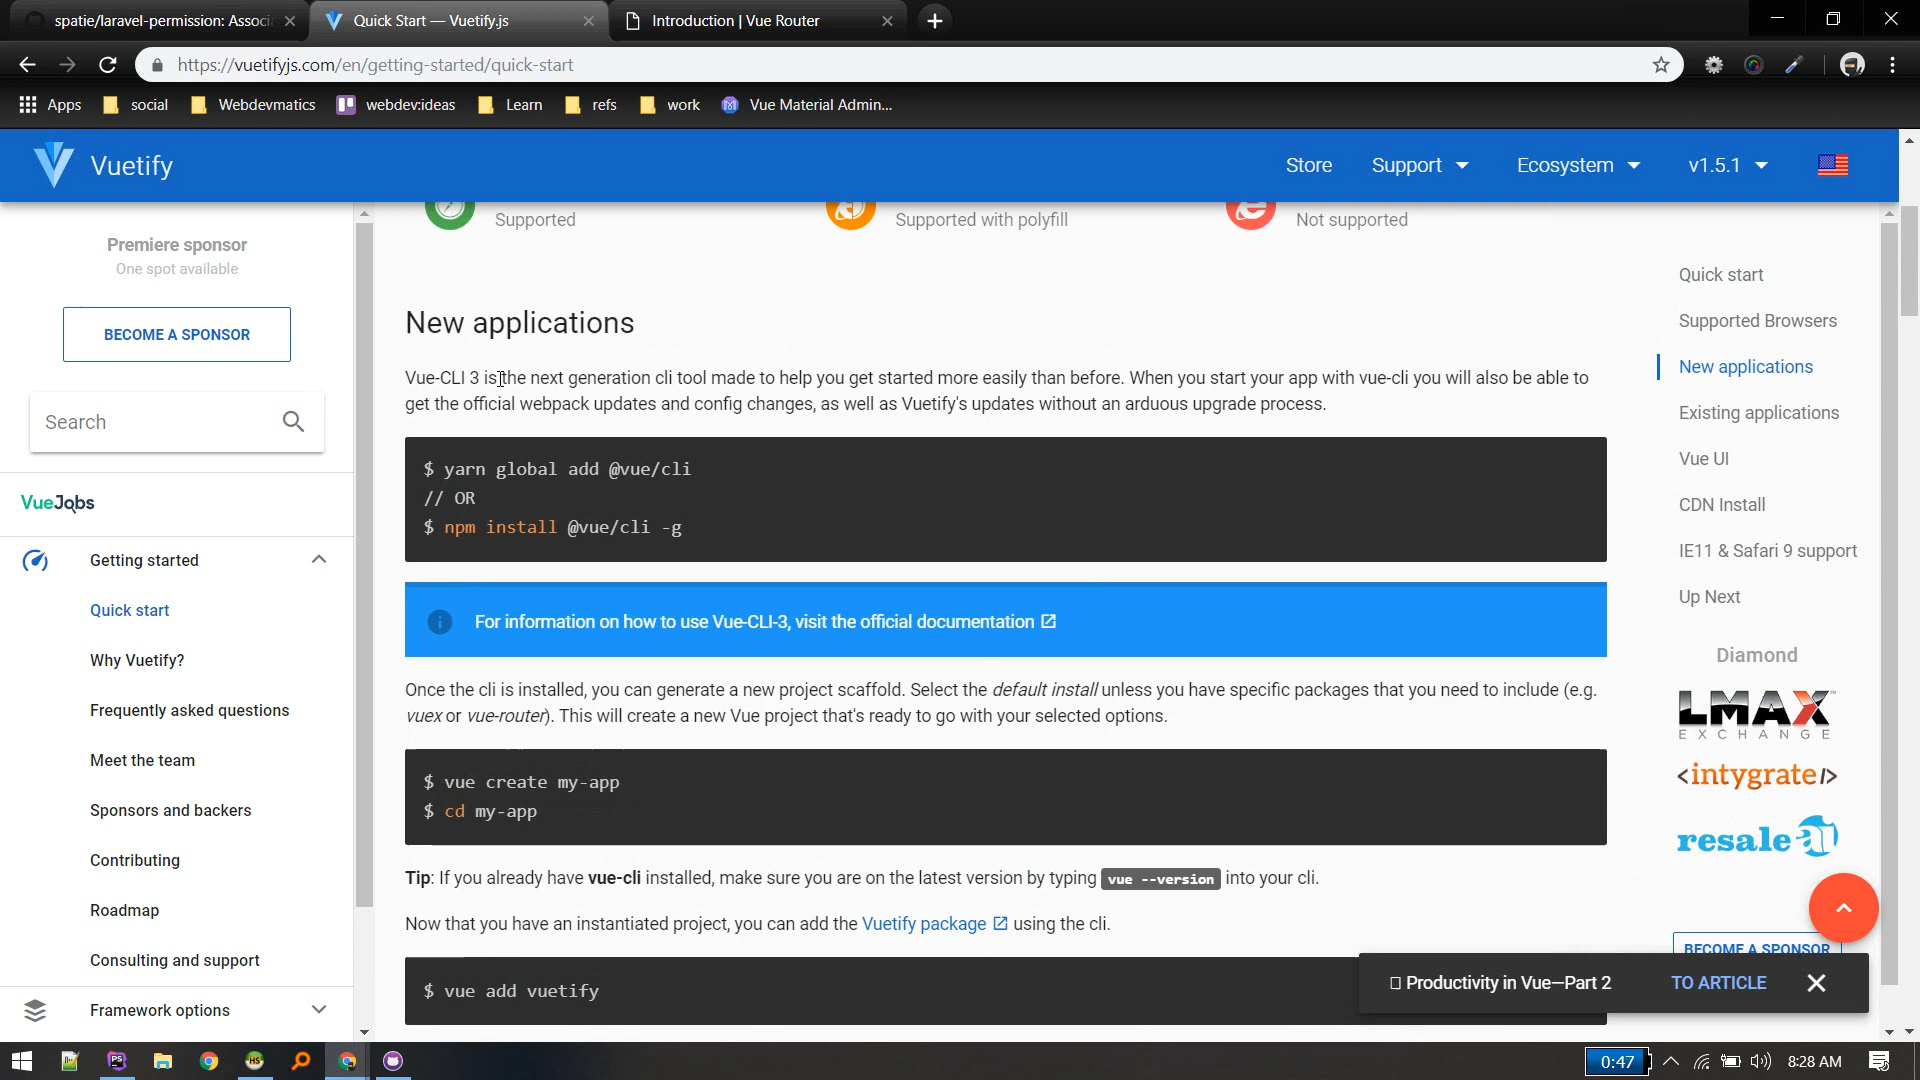 spatie/laravel-permission: Associ
Quick Start — Vuetify.js
Introduction | Vue Router
https://vuetifyjs.com/en/getting-started/quick-start
Apps
social
Webdevmatics
webdev:ideas
Learn
refs
work
Vue Material Admin...
Vuetify
Store
Support
Ecosystem
v1.5.1
Premiere sponsor
One spot available
BECOME A SPONSOR
Search
VueJobs
Getting started
Quick start
Why Vuetify?
Frequently asked questions
Meet the team
Sponsors and backers
Contributing
Roadmap
Consulting and support
Framework options
Supported
Supported with polyfill
Not supported
New applications
Vue-CLI 3 is the next generation cli tool made to help you get started more easily than before. When you start your app with vue-cli you will also be able to
get the official webpack updates and config changes, as well as Vuetify's updates without an arduous upgrade process.
$ yarn global add @vue/cli
// OR
$ npm install @vue/cli -g
For information on how to use Vue-CLI-3, visit the official documentation
Once the cli is installed, you can generate a new project scaffold. Select the default install unless you have specific packages that you need to include (e.g.
vuex or vue-router). This will create a new Vue project that's ready to go with your selected options.
$ vue create my-app
$ cd my-app
Tip: If you already have vue-cli installed, make sure you are on the latest version by typing vue --version into your cli.
Now that you have an instantiated project, you can add the Vuetify package using the cli.
$ vue add vuetify
Quick start
Supported Browsers
New applications
Existing applications
Vue UI
CDN Install
IE11 & Safari 9 support
Up Next
Diamond
LMAX
EXCHANGE
<intygrate/>
resale ai
BECOME A SPONSOR
Productivity in Vue—Part 2
TO ARTICLE
PS
HS
0:47
8:28 AM